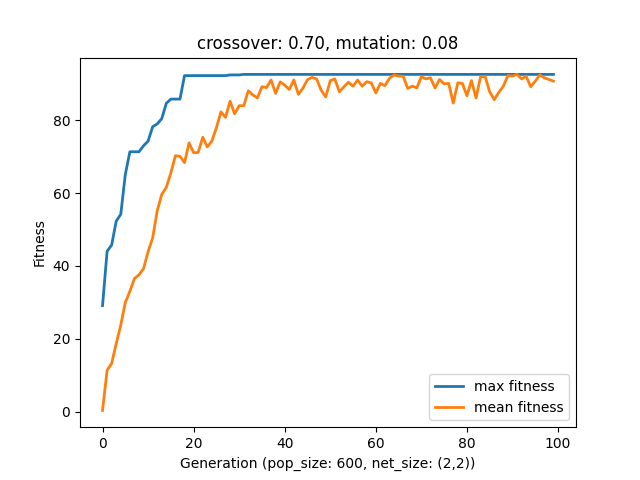 crossover: 0.70, mutation: 0.08
Fitness
80
60
40
20
0
0 20 40 60 80 100
max fitness
mean fitness
Generation (pop_size: 600, net_size: (2,2))